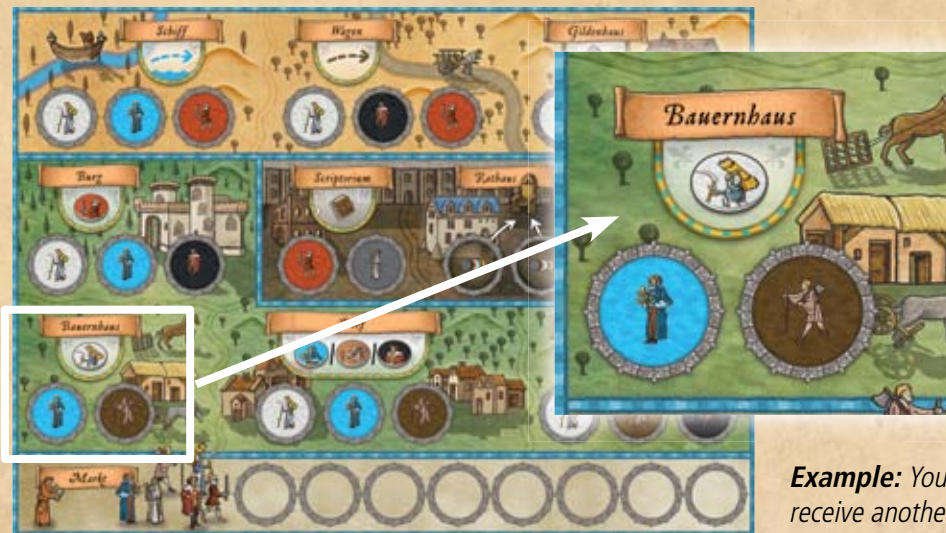 Schiff
Wagen
Gildenhaus
Burg
Scriptorium
Rathaus
Bauernhaus
Bauernhaus
Markt
Example: You
receive anothe